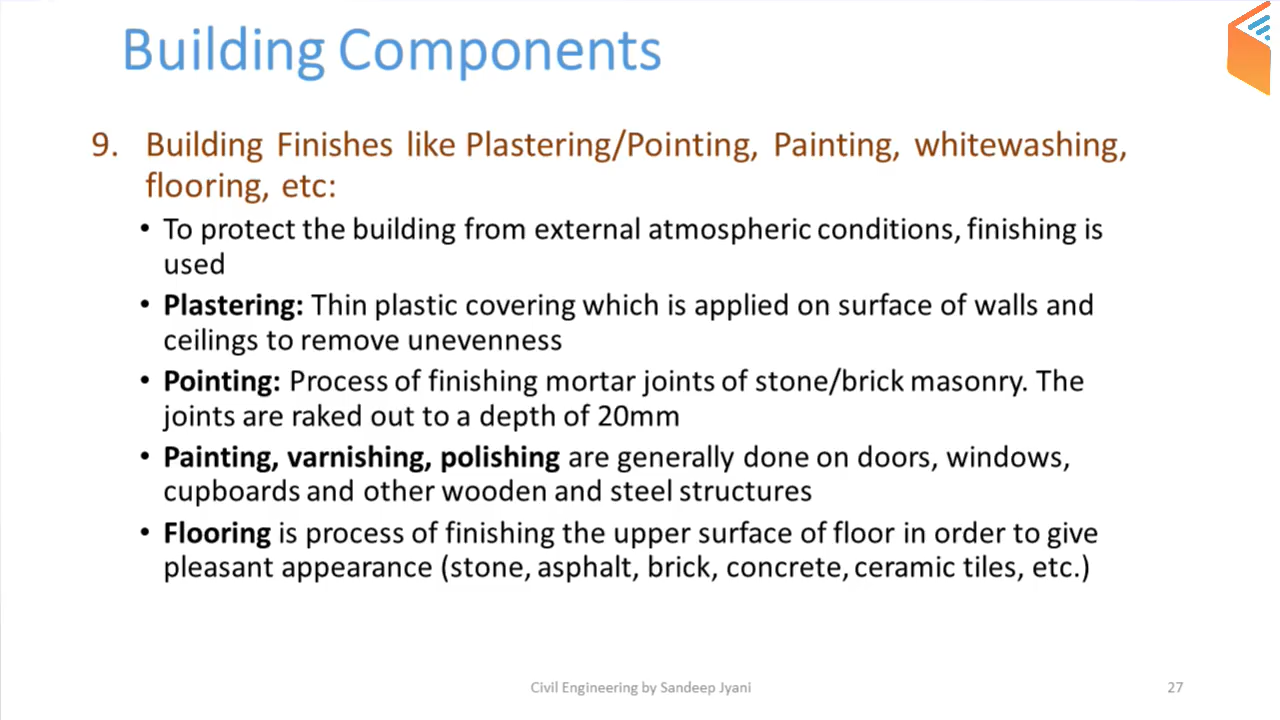 Building Components
9. Building Finishes like Plastering/Pointing, Painting, whitewashing,
flooring, etc:
• To protect the building from external atmospheric conditions, finishing is
used
• Plastering: Thin plastic covering which is applied on surface of walls and
ceilings to remove unevenness
• Pointing: Process of finishing mortar joints of stone/brick masonry. The
joints are raked out to a depth of 20mm
• Painting, varnishing, polishing are generally done on doors, windows,
cupboards and other wooden and steel structures
• Flooring is process of finishing the upper surface of floor in order to give
pleasant appearance (stone, asphalt, brick, concrete, ceramic tiles, etc.)
Civil Engineering by Sandeep Jyani
27